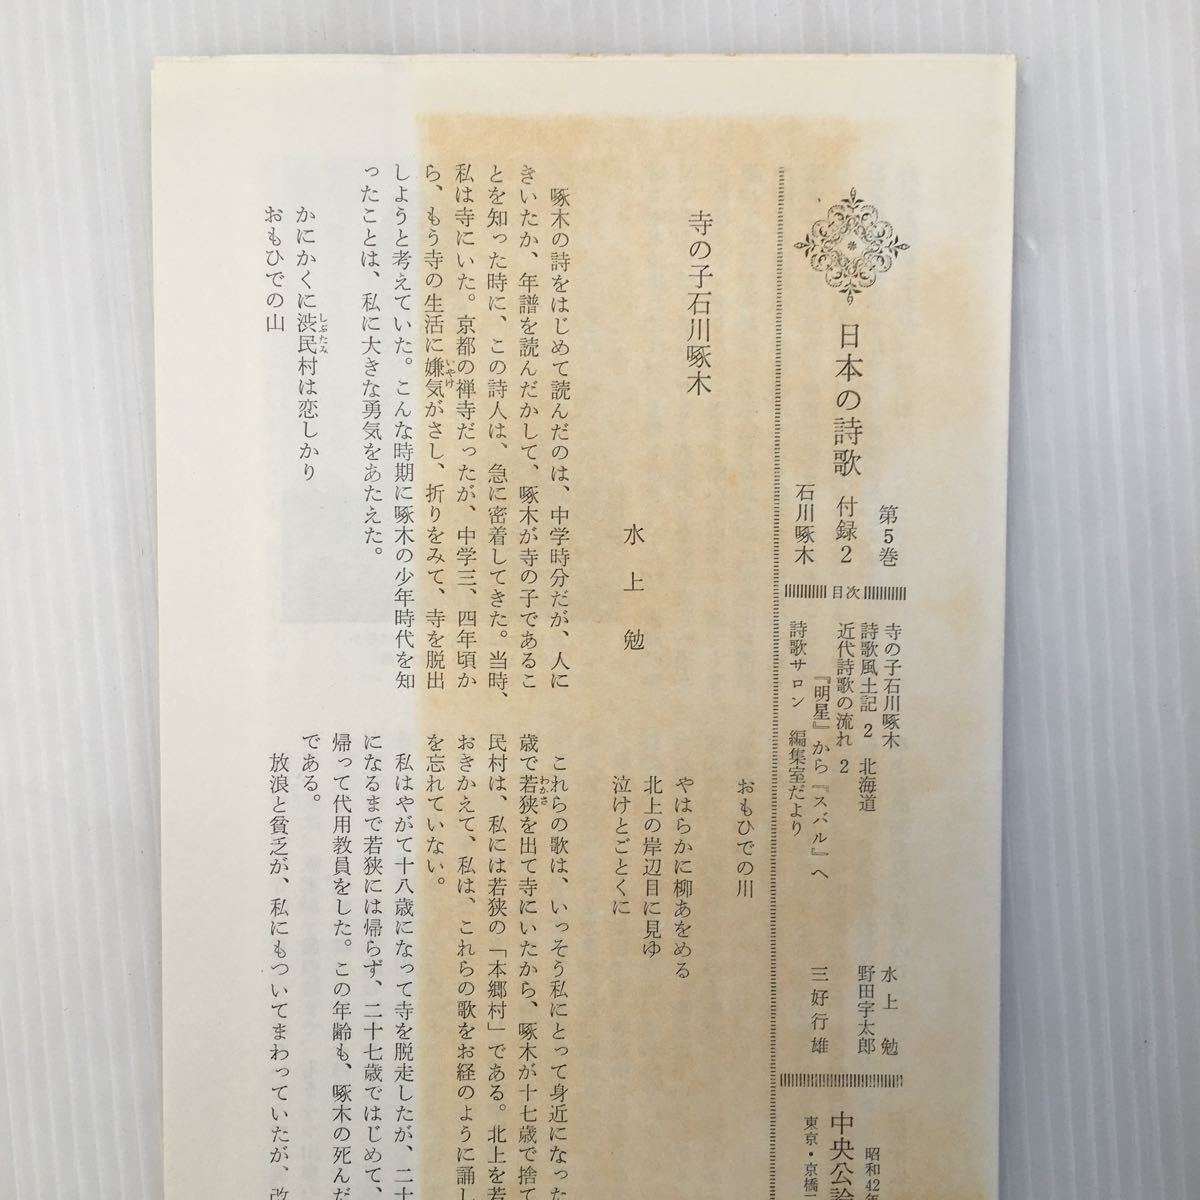 日本の詩歌
第5巻
付録2
石川啄木
目次
寺の子石川啄木
水上勉
詩歌風土記 2 北海道
野田宇太郎
近代詩歌の流れ 2
『明星』から『スバル』へ
三好行雄
詩歌サロン 編集室だより
昭和42年
中央公論
東京・京橋二
寺の子石川啄木
水上勉
啄木の詩をはじめて読んだのは、中学時分だが、人に
きいたか、年譜を読んだかして、啄木が寺の子であるこ
とを知った時に、この詩人は、急に密着してきた。当時、
私は寺にいた。京都の禅寺だったが、中学三、四年頃か
ら、もう寺の生活に嫌気がさし、折りをみて、寺を脱出
いやけ
しようと考えていた。こんな時期に啄木の少年時代を知
ったことは、私に大きな勇気をあたえた。
かにかくに渋民村は恋しかり
しぶたみ
おもひでの山
おもひでの川
やはらかに柳あをめる
北上の岸辺目に見ゆ
泣けとごとくに
これらの歌は、いっそう私にとって身近になった
歳で若狭を出て寺にいたから、啄木が十七歳で捨て
わかさ
民村は、私には若狭の「本郷村」である。北上を若
おきかえて、私は、これらの歌をお経のように誦し
を忘れていない。
私はやがて十八歳になって寺を脱走したが、二十
になるまで若狭には帰らず、二十七歳ではじめて、
帰って代用教員をした。この年齢も、啄木の死んだ
である。
放浪と貧乏が、私にもついてまわっていたが、改